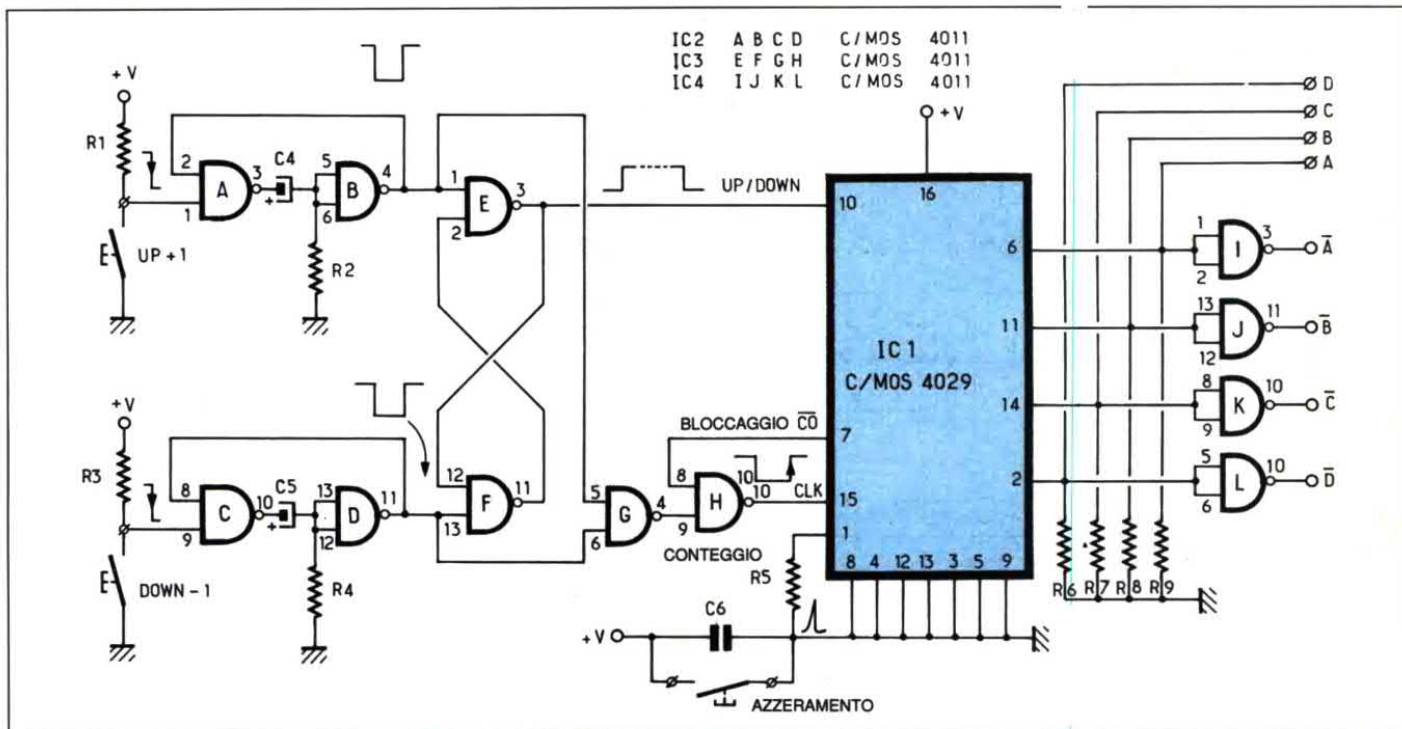 IC2 A B C D C/MOS 4011
IC3 E F G H C/MOS 4011
IC4 I J K L C/MOS 4011
+V
+V
D
C
B
A
R1
2
3
C4
5
4
1
3
A
B
E
+
1
6
2
UP/DOWN
10
16
UP+1
R2
6
1
3
I
A̅
2
11
13
11
J
B̅
12
IC1
C/MOS 4029
+V
14
8
10
K
C̅
9
BLOCCAGGIO C̅O̅
7
R3
8
10
C5
13
11
12
11
5
4
8
10
10
CLK
15
2
5
10
L
D̅
6
C
D
F
G
H
9
+
12
13
6
9
CONTEGGIO
1
DOWN-1
R4
R5
8 4 12 13 3 5 9
R6 R7 R8 R9
C6
+V
AZZERAMENTO